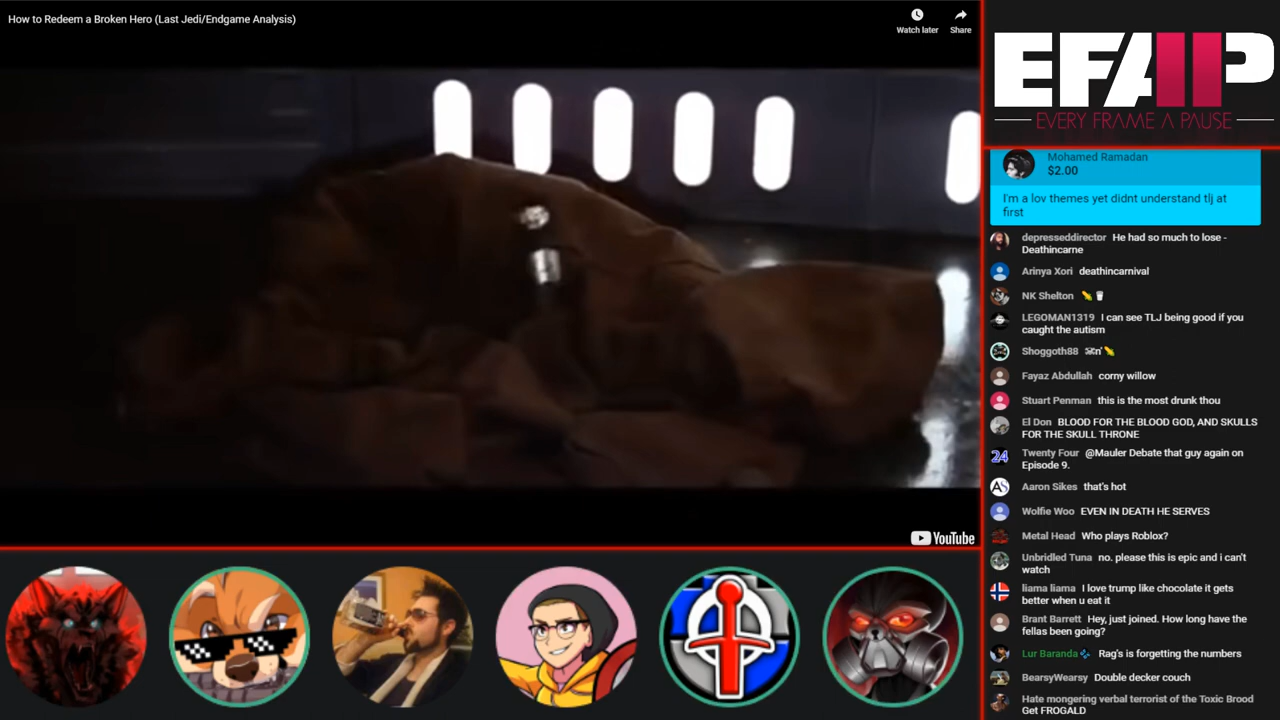 How to Redeem a Broken Hero (Last Jedi/Endgame Analysis)
Watch later
Share
YouTube
EFAP
EVERY FRAME A PAUSE
Mohamed Ramadan
$2.00
I'm a lov themes yet didnt understand tlj at
first
depresseddirector He had so much to lose -
Deathincarne
Arinya Xori deathincarnival
NK Shelton 🌽🥛
LEGOMAN1319 I can see TLJ being good if you
caught the autism
Shoggoth88 ☠n'🌽
Fayaz Abdullah corny willow
Stuart Penman this is the most drunk thou
El Don BLOOD FOR THE BLOOD GOD, AND SKULLS
FOR THE SKULL THRONE
24 Twenty Four @Mauler Debate that guy again on
Episode 9.
AS Aaron Sikes that's hot
Wolfie Woo EVEN IN DEATH HE SERVES
Metal Head Who plays Roblox?
Unbridled Tuna no. please this is epic and i can't
watch
liama liama I love trump like chocolate it gets
better when u eat it
Brant Barrett Hey, just joined. How long have the
fellas been going?
Lur Baranda Rag's is forgetting the numbers
BearsyWearsy Double decker couch
Hate mongering verbal terrorist of the Toxic Brood
Get FROGALD